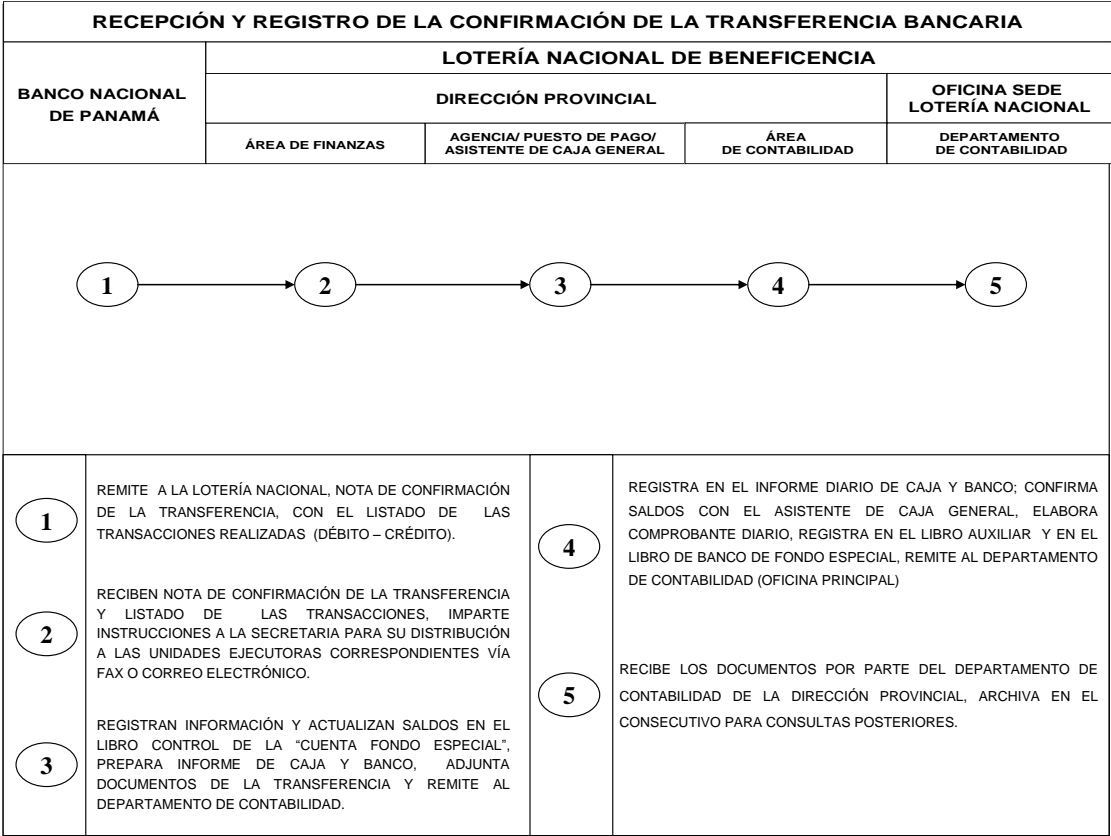 RECEPCIÓN Y REGISTRO DE LA CONFIRMACIÓN DE LA TRANSFERENCIA BANCARIA
BANCO NACIONAL
DE PANAMÁ
LOTERÍA NACIONAL DE BENEFICENCIA
DIRECCIÓN PROVINCIAL
OFICINA SEDE
LOTERÍA NACIONAL
ÁREA DE FINANZAS
AGENCIA/ PUESTO DE PAGO/
ASISTENTE DE CAJA GENERAL
ÁREA
DE CONTABILIDAD
DEPARTAMENTO
DE CONTABILIDAD
1
2
3
4
5
1
REMITE A LA LOTERÍA NACIONAL, NOTA DE CONFIRMACIÓN
DE LA TRANSFERENCIA, CON EL LISTADO DE LAS
TRANSACCIONES REALIZADAS (DÉBITO – CRÉDITO).
2
RECIBEN NOTA DE CONFIRMACIÓN DE LA TRANSFERENCIA
Y LISTADO DE LAS TRANSACCIONES, IMPARTE
INSTRUCCIONES A LA SECRETARIA PARA SU DISTRIBUCIÓN
A LAS UNIDADES EJECUTORAS CORRESPONDIENTES VÍA
FAX O CORREO ELECTRÓNICO.
3
REGISTRAN INFORMACIÓN Y ACTUALIZAN SALDOS EN EL
LIBRO CONTROL DE LA “CUENTA FONDO ESPECIAL”,
PREPARA INFORME DE CAJA Y BANCO, ADJUNTA
DOCUMENTOS DE LA TRANSFERENCIA Y REMITE AL
DEPARTAMENTO DE CONTABILIDAD.
4
REGISTRA EN EL INFORME DIARIO DE CAJA Y BANCO; CONFIRMA
SALDOS CON EL ASISTENTE DE CAJA GENERAL, ELABORA
COMPROBANTE DIARIO, REGISTRA EN EL LIBRO AUXILIAR Y EN EL
LIBRO DE BANCO DE FONDO ESPECIAL, REMITE AL DEPARTAMENTO
DE CONTABILIDAD (OFICINA PRINCIPAL)
5
RECIBE LOS DOCUMENTOS POR PARTE DEL DEPARTAMENTO DE
CONTABILIDAD DE LA DIRECCIÓN PROVINCIAL, ARCHIVA EN EL
CONSECUTIVO PARA CONSULTAS POSTERIORES.